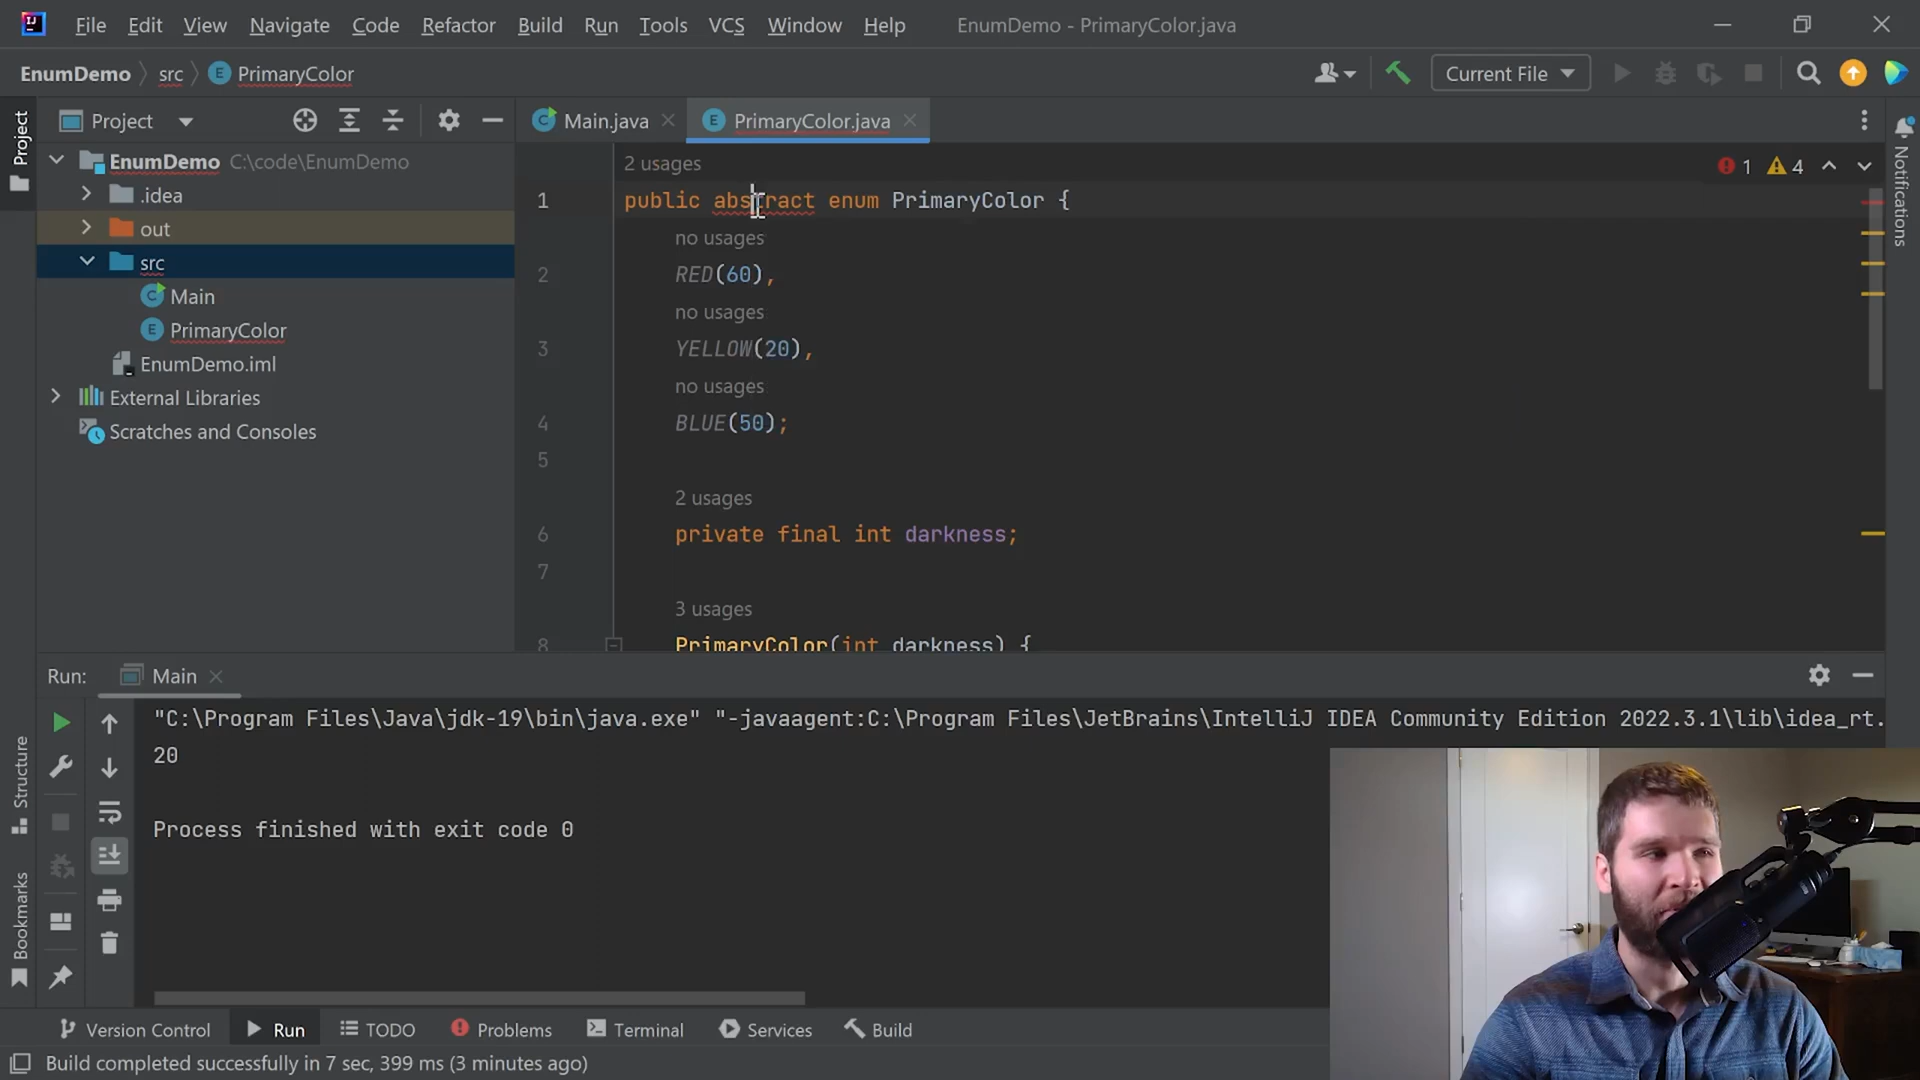 File Edit View Navigate Code Refactor Build Run Tools VCS Window Help EnumDemo - PrimaryColor.java
EnumDemo src E PrimaryColor Current File
Project
Project
Main.java PrimaryColor.java
Notifications
EnumDemo C:\code\EnumDemo
.idea
out
src
Main
PrimaryColor
EnumDemo.iml
External Libraries
Scratches and Consoles
2 usages
1 4
1 public abstract enum PrimaryColor {
no usages
2 RED(60),
no usages
3 YELLOW(20),
no usages
4 BLUE(50);
5
2 usages
6 private final int darkness;
7
3 usages
8 PrimaryColor(int darkness) {
Run: Main
"C:\Program Files\Java\jdk-19\bin\java.exe" "-javaagent:C:\Program Files\JetBrains\IntelliJ IDEA Community Edition 2022.3.1\lib\idea_rt.
20
Process finished with exit code 0
Structure
Bookmarks
Version Control Run TODO Problems Terminal Services Build
Build completed successfully in 7 sec, 399 ms (3 minutes ago)